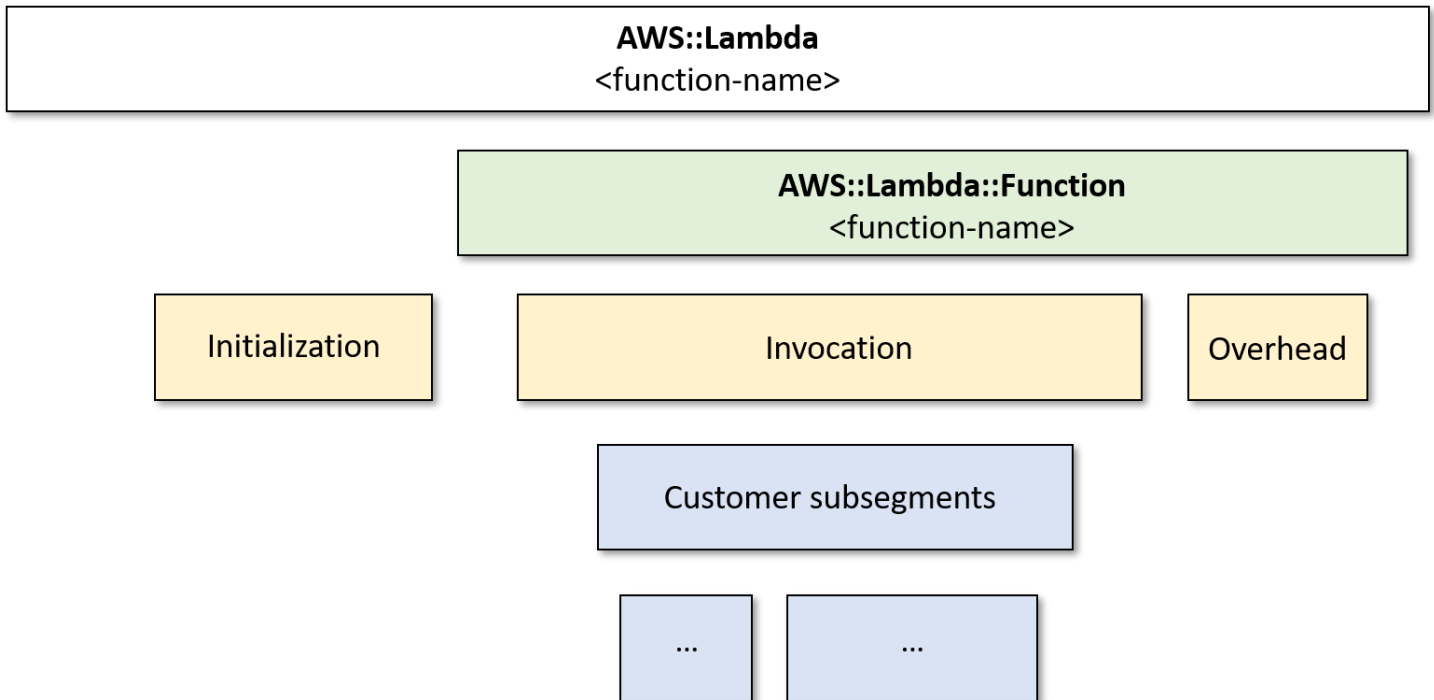 AWS::Lambda
<function-name>
AWS::Lambda::Function
<function-name>
Initialization
Invocation
Overhead
Customer subsegments
...
...